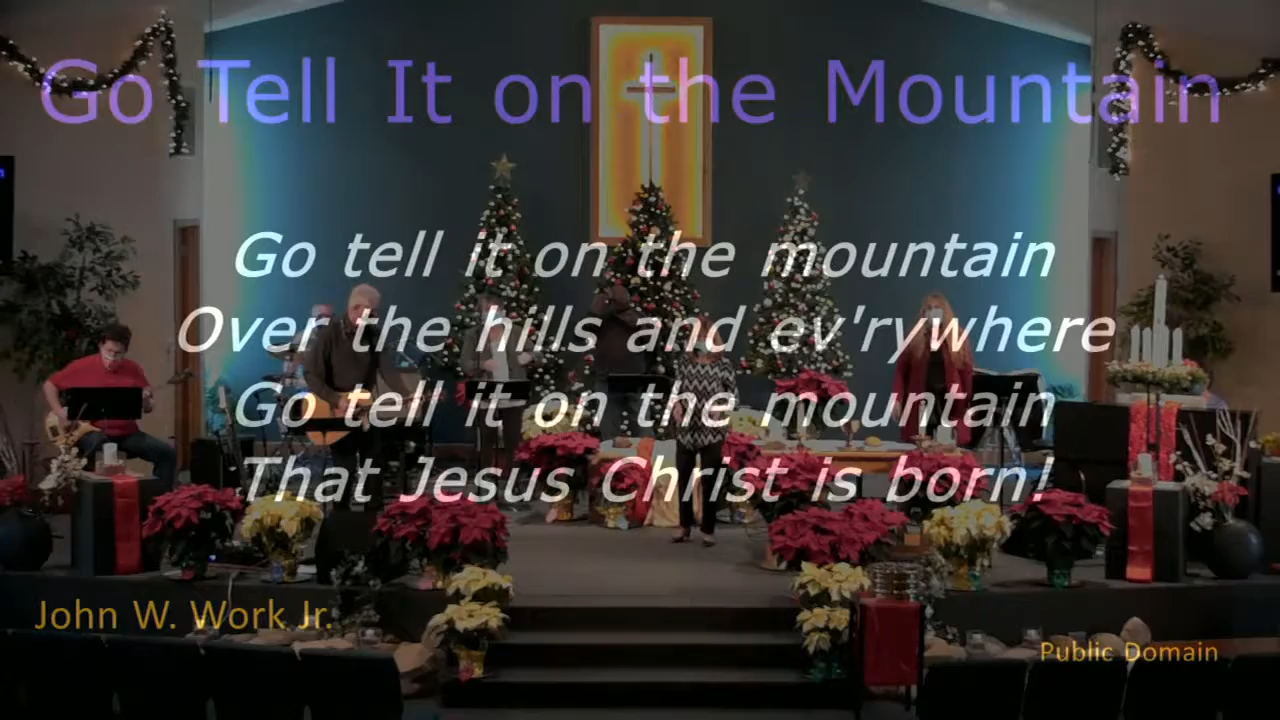 Go Tell It on the Mountain
Go tell it on the mountain
Over the hills and ev'rywhere
Go tell it on the mountain
That Jesus Christ is born!
John W. Work Jr.
Public Domain